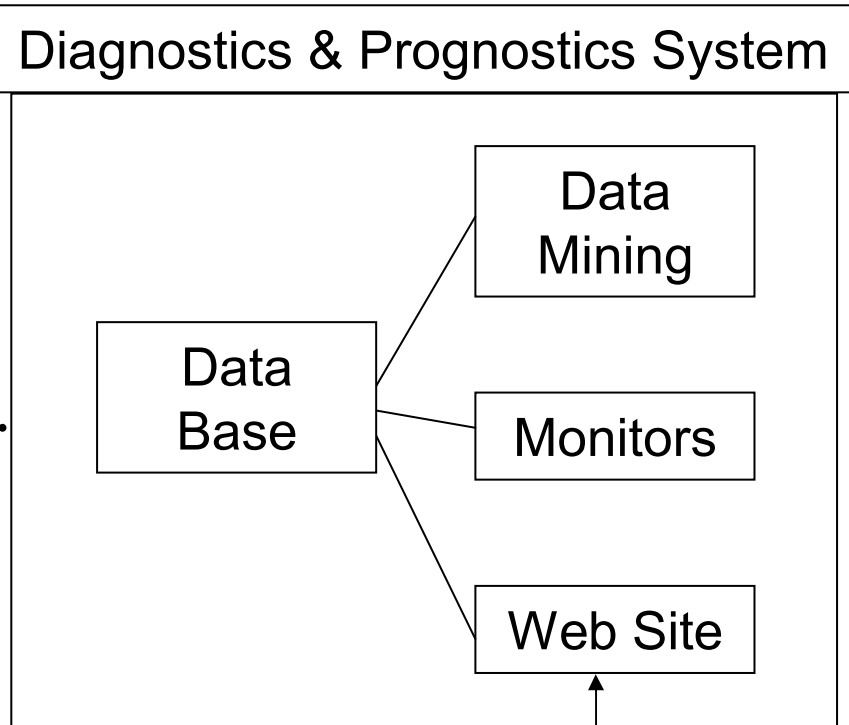 Diagnostics & Prognostics System
Data
Mining
Data
Base
Monitors
Web Site